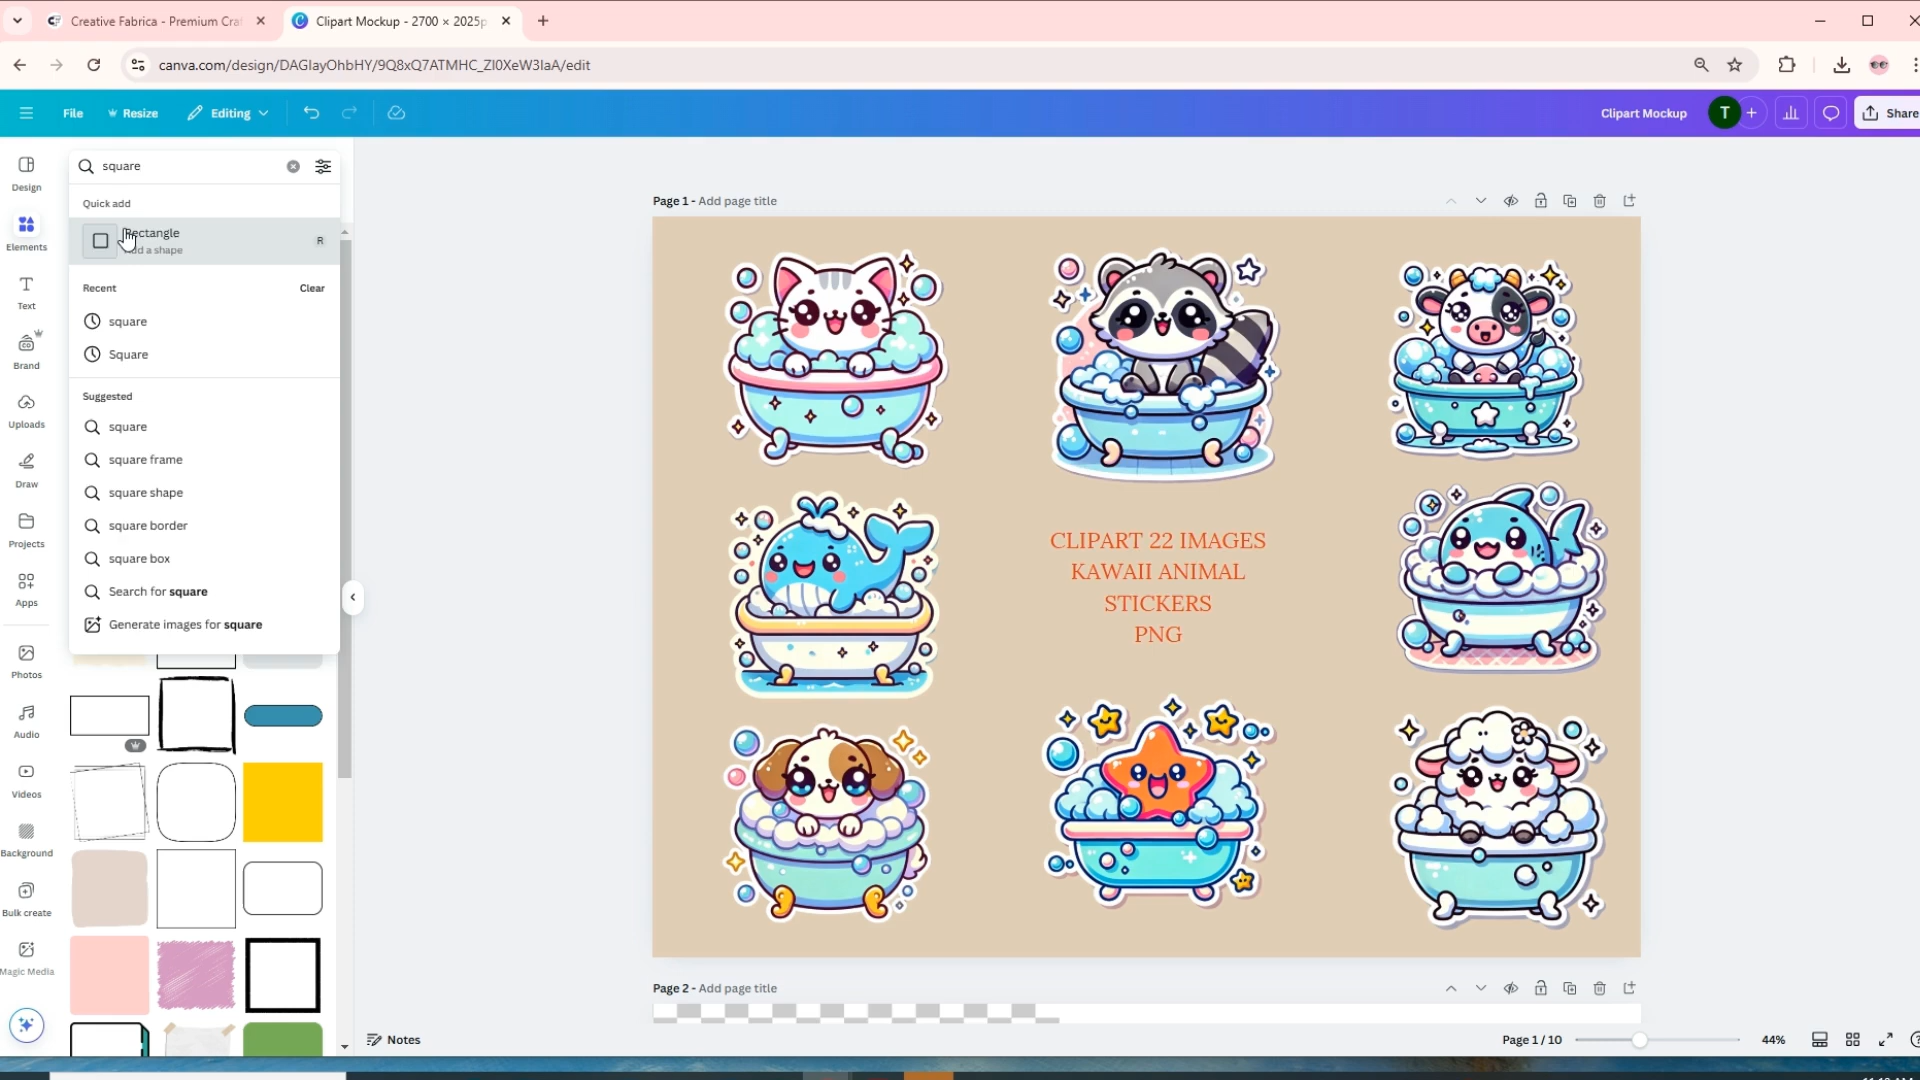 Creative Fabrica - Premium Cra
Clipart Mockup - 2700 × 2025p
canva.com/design/DAGlayOhbHY/9Q8xQ7ATMHC_ZI0XeW3IaA/edit
File
Resize
Editing
Clipart Mockup
T
Share
Design
Elements
Text
Brand
Uploads
Draw
Projects
Apps
Photos
Audio
Videos
Background
Bulk create
Magic Media
square
Quick add
Rectangle
Add a shape
R
Recent
Clear
square
Square
Suggested
square
square frame
square shape
square border
square box
Search for square
Generate images for square
Page 1 - Add page title
CLIPART 22 IMAGES
KAWAII ANIMAL
STICKERS
PNG
Page 2 - Add page title
Notes
Page 1 / 10
44%